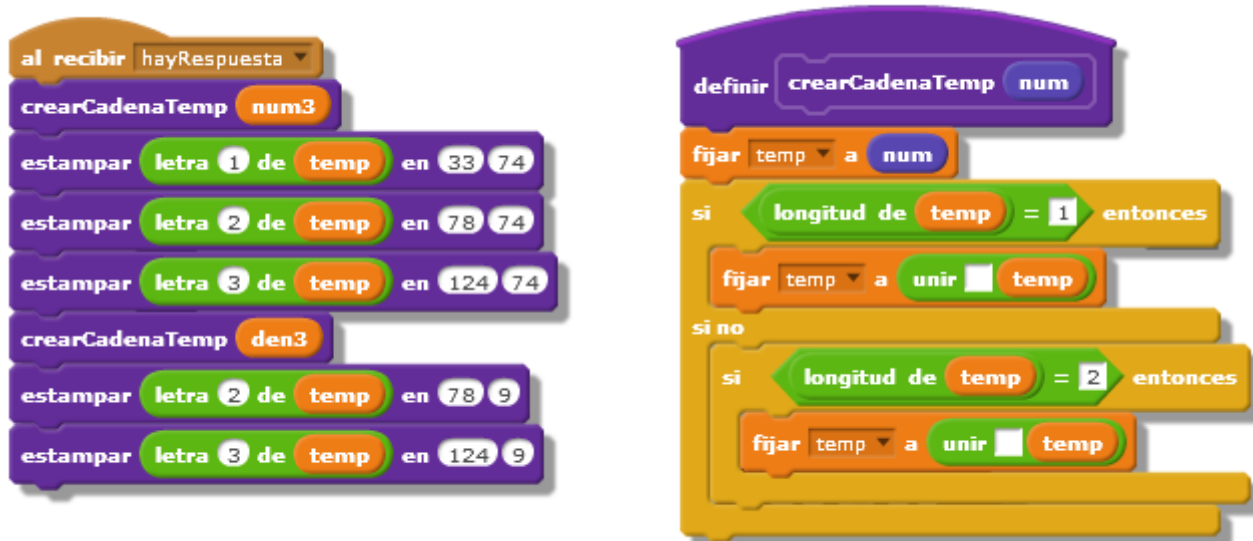 al recibir hayRespuesta
crearCadenaTemp num3
estampar letra 1 de temp en 33 74
estampar letra 2 de temp en 78 74
estampar letra 3 de temp en 124 74
crearCadenaTemp den3
estampar letra 2 de temp en 78 9
estampar letra 3 de temp en 124 9
definir crearCadenaTemp num
fijar temp a num
si longitud de temp = 1 entonces
fijar temp a unir temp
si no
si longitud de temp = 2 entonces
fijar temp a unir temp